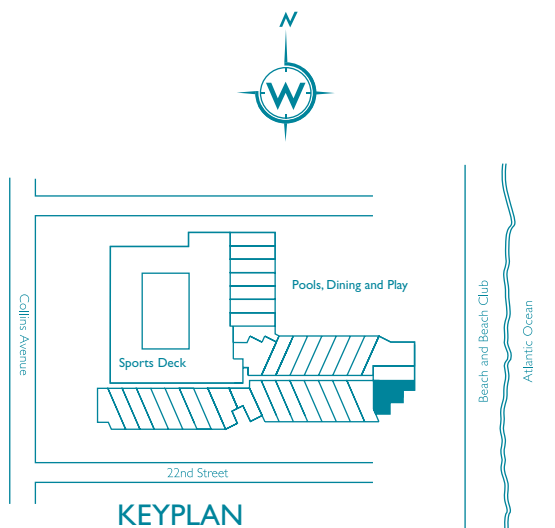 N
W
Pools, Dining and Play
Sports Deck
Collins Avenue
Beach and Beach Club
Atlantic Ocean
22nd Street
KEYPLAN